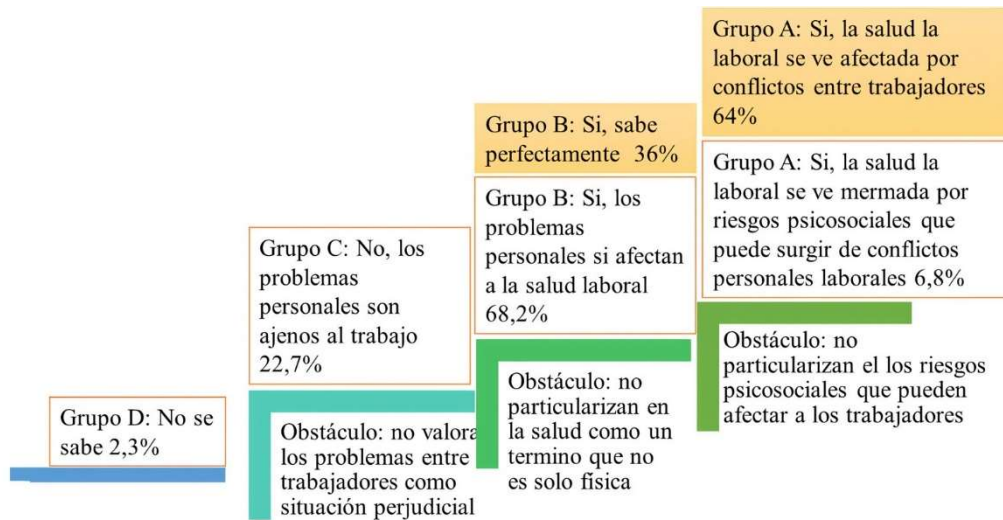 Grupo D: No se
sabe 2,3%
Grupo C: No, los
problemas
personales son
ajenos al trabajo
22,7%
Obstáculo: no valora
los problemas entre
trabajadores como
situación perjudicial
Grupo B: Si, sabe
perfectamente 36%
Grupo B: Si, los
problemas
personales si afectan
a la salud laboral
68,2%
Obstáculo: no
particularizan en
la salud como un
termino que no
es solo física
Grupo A: Si, la salud la
laboral se ve afectada por
conflictos entre trabajadores
64%
Grupo A: Si, la salud la
laboral se ve mermada por
riesgos psicosociales que
puede surgir de conflictos
personales laborales 6,8%
Obstáculo: no
particularizan el los riesgos
psicosociales que pueden
afectar a los trabajadores